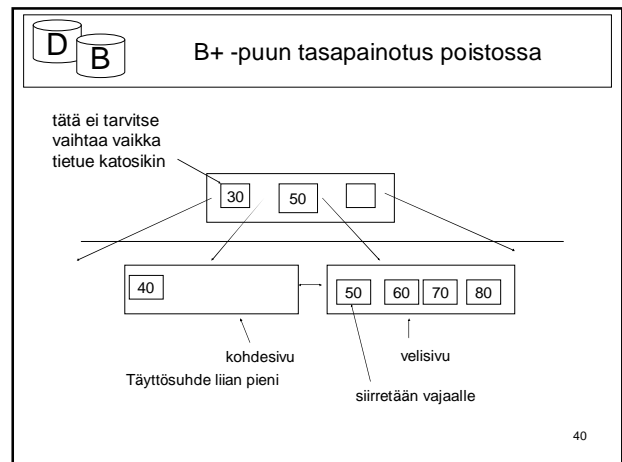 D B
B+ -puun tasapainotus poistossa
tätä ei tarvitse
vaihtaa vaikka
tietue katosikin
30 50
40
50 60 70 80
kohdesivu
velisivu
Täyttösuhde liian pieni
siirretään vajaalle
40